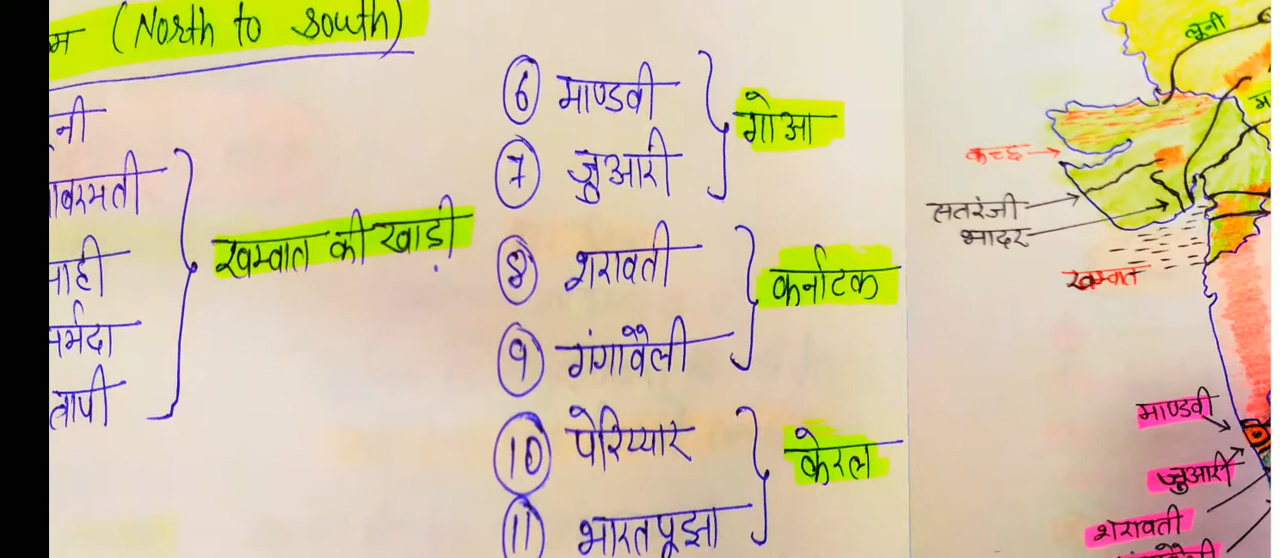 म (North to south)
नी
ाबरमती
माही
नर्मदा
तापी
खम्वात की खाड़ी
⑥ माण्डवी
⑦ जुआरी
गोआ
⑧ शरावती
⑨ गंगावैली
कर्नाटक
⑩ पेरिय्यार
⑪ भारतपूझा
केरल
लूनी
कच्छ
सतरंजी
भादर
खम्वात
माण्डवी
जुआरी
शरावती